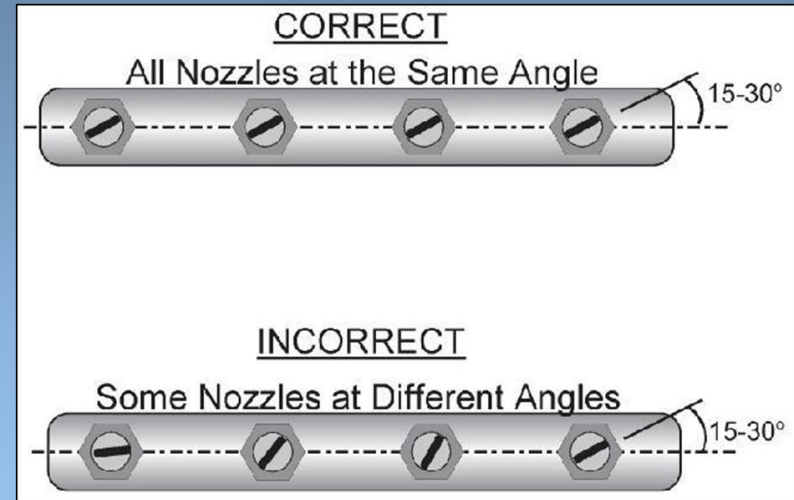 CORRECT
All Nozzles at the Same Angle
15-30°
INCORRECT
Some Nozzles at Different Angles
15-30°